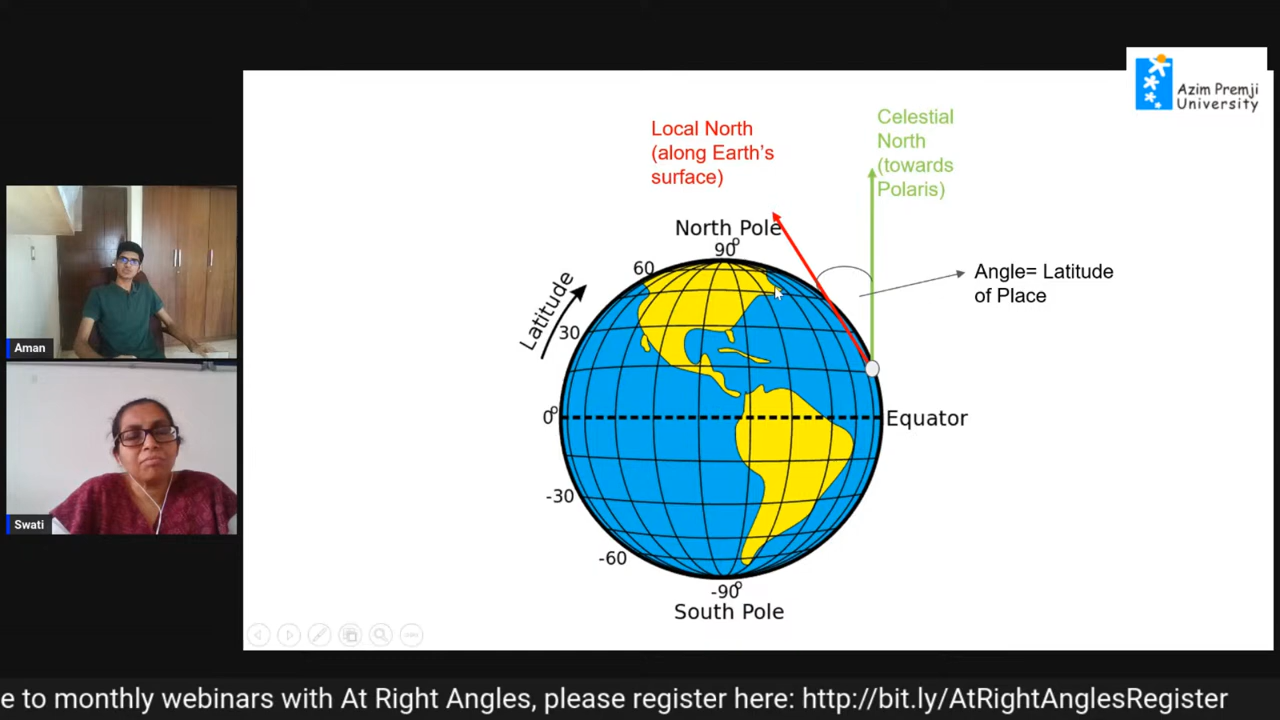 Azim Premji
University
Local North
(along Earth's
surface)
Celestial
North
(towards
Polaris)
North Pole
90°
60
Latitude
30
Angle= Latitude
of Place
0°
Equator
-30
-60
-90°
South Pole
Aman
Swati
e to monthly webinars with At Right Angles, please register here: http://bit.ly/AtRightAnglesRegister